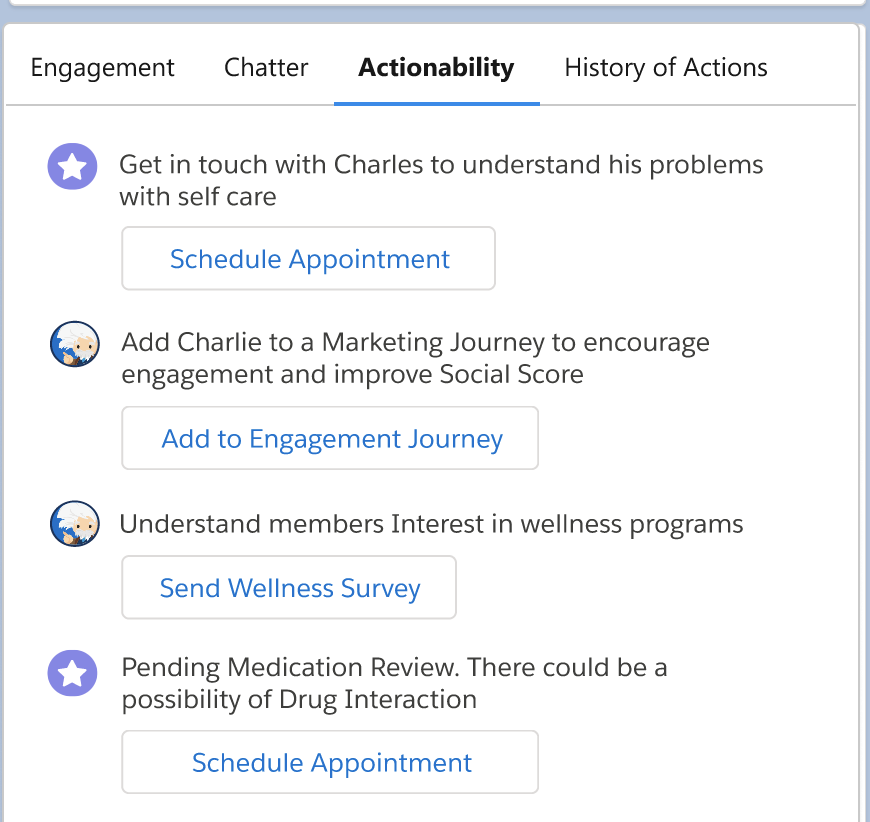 Engagement Chatter Actionability History of Actions
Get in touch with Charles to understand his problems
with self care
Schedule Appointment
Add Charlie to a Marketing Journey to encourage
engagement and improve Social Score
Add to Engagement Journey
Understand members Interest in wellness programs
Send Wellness Survey
Pending Medication Review. There could be a
possibility of Drug Interaction
Schedule Appointment